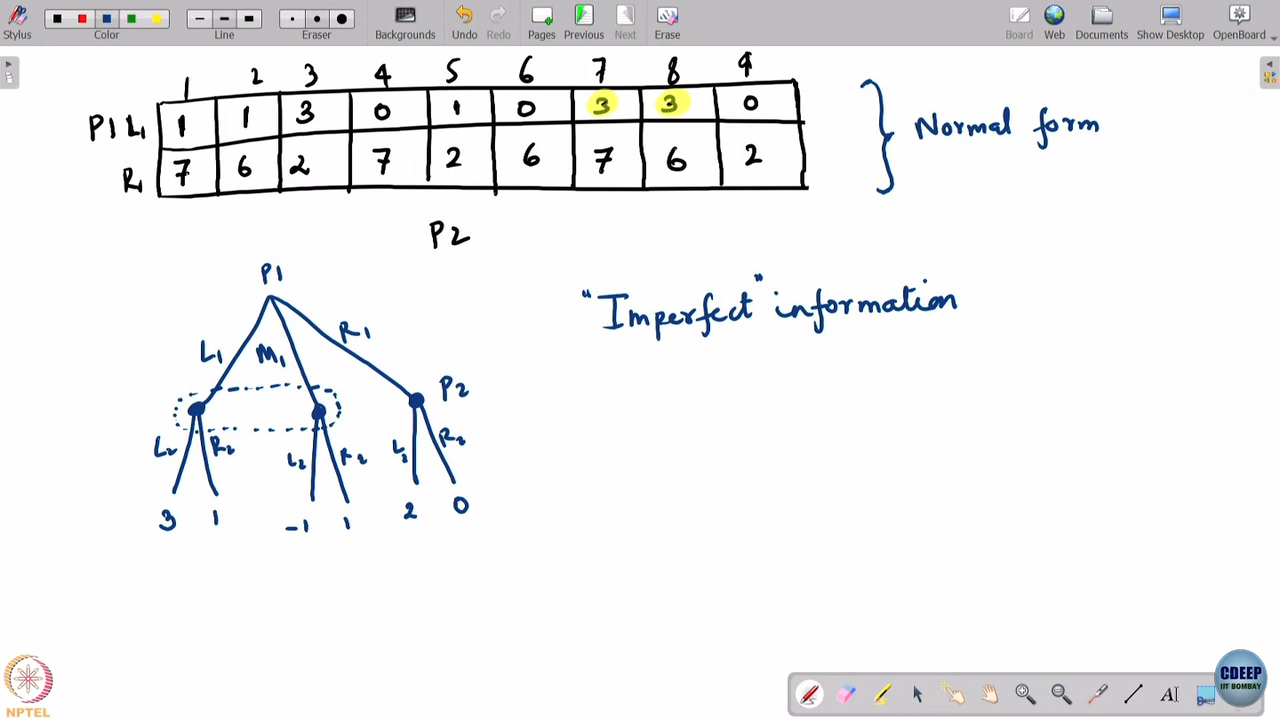 Stylus Color Line Eraser Backgrounds Undo Redo Pages Previous Next Erase Board Web Documents Show Desktop OpenBoard
1 2 3 4 5 6 7 8 9
P1 L₁ 1 1 3 0 1 0 3 3 0
R₁ 7 6 2 7 2 6 7 6 2
} Normal form
P2
P1
"Imperfect" information
L₁ M₁ R₁
P2
L₂ R₂ L₂ R₂ L₂ R₂
3 1 -1 1 2 0
NPTEL
CDEEP
IIT BOMBAY